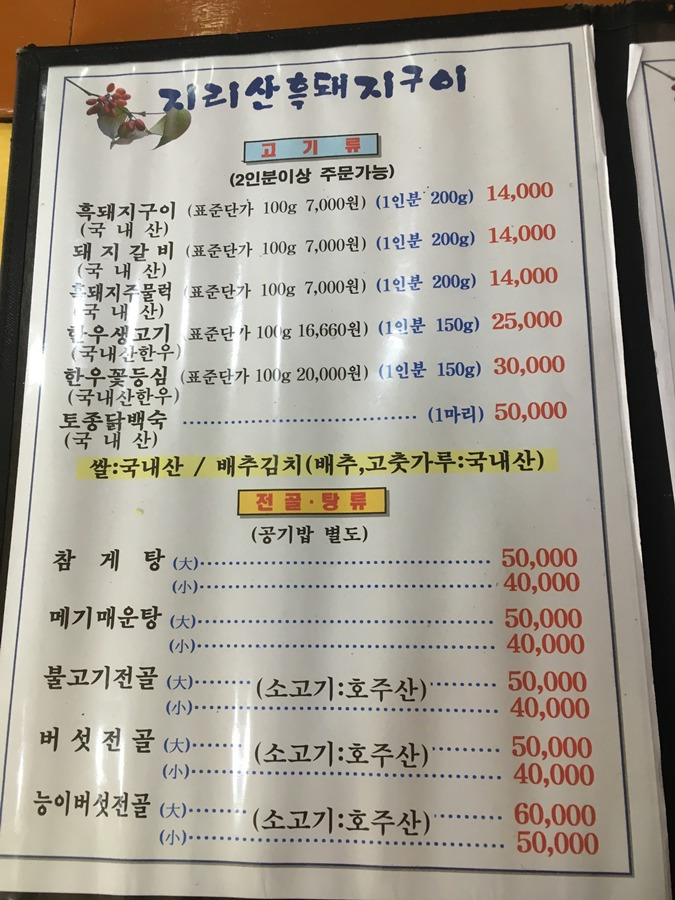 지리산흑돼지구이
고 기 류
(2인분이상 주문가능)
흑돼지구이 (표준단가 100g 7,000원) (1인분 200g) 14,000
(국 내 산)
돼 지 갈 비 (표준단가 100g 7,000원) (1인분 200g) 14,000
(국 내 산)
흑돼지주물럭 (표준단가 100g 7,000원) (1인분 200g) 14,000
(국 내 산)
한우생고기 (표준단가 100g 16,660원) (1인분 150g) 25,000
(국내산한우)
한우꽃등심 (표준단가 100g 20,000원) (1인분 150g) 30,000
(국내산한우)
토종닭백숙 (1마리) 50,000
(국 내 산)
쌀:국내산 / 배추김치(배추,고춧가루:국내산)
전 골 · 탕 류
(공기밥 별도)
참 게 탕 (大) 50,000
(小) 40,000
메기매운탕 (大) 50,000
(小) 40,000
불고기전골 (大) (소고기:호주산) 50,000
(小) 40,000
버 섯 전 골 (大) (소고기:호주산) 50,000
(小) 40,000
능이버섯전골 (大) (소고기:호주산) 60,000
(小) 50,000